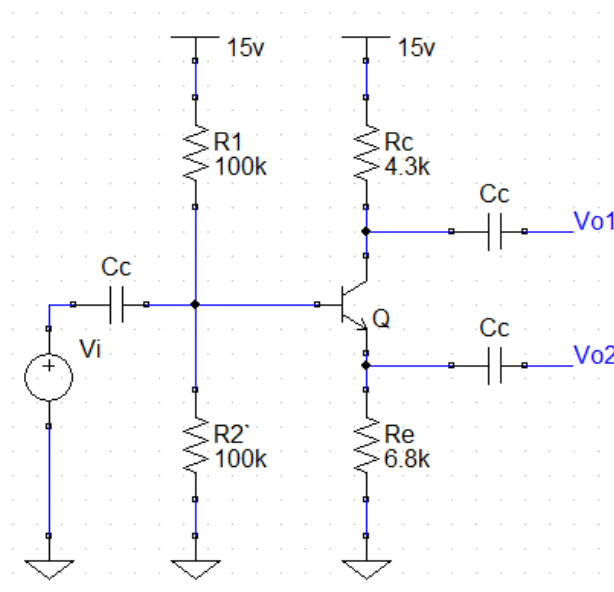 15v
15v
R1
100k
Rc
4.3k
Cc
Vo1
Cc
Q
Cc
Vi
Vo2
R2`
100k
Re
6.8k